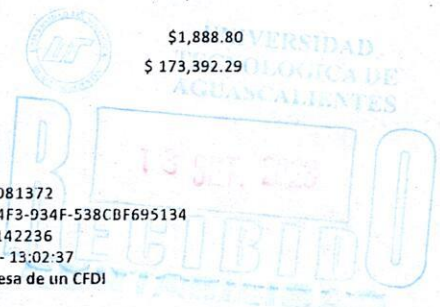 $1,888.80
$ 173,392.29
UNIVERSIDAD
TECNOLOGICA DE
AGUASCALIENTES
RECIBIDO
081372
4F3-934F-538CBF695134
142236
- 13:02:37
esa de un CFDI